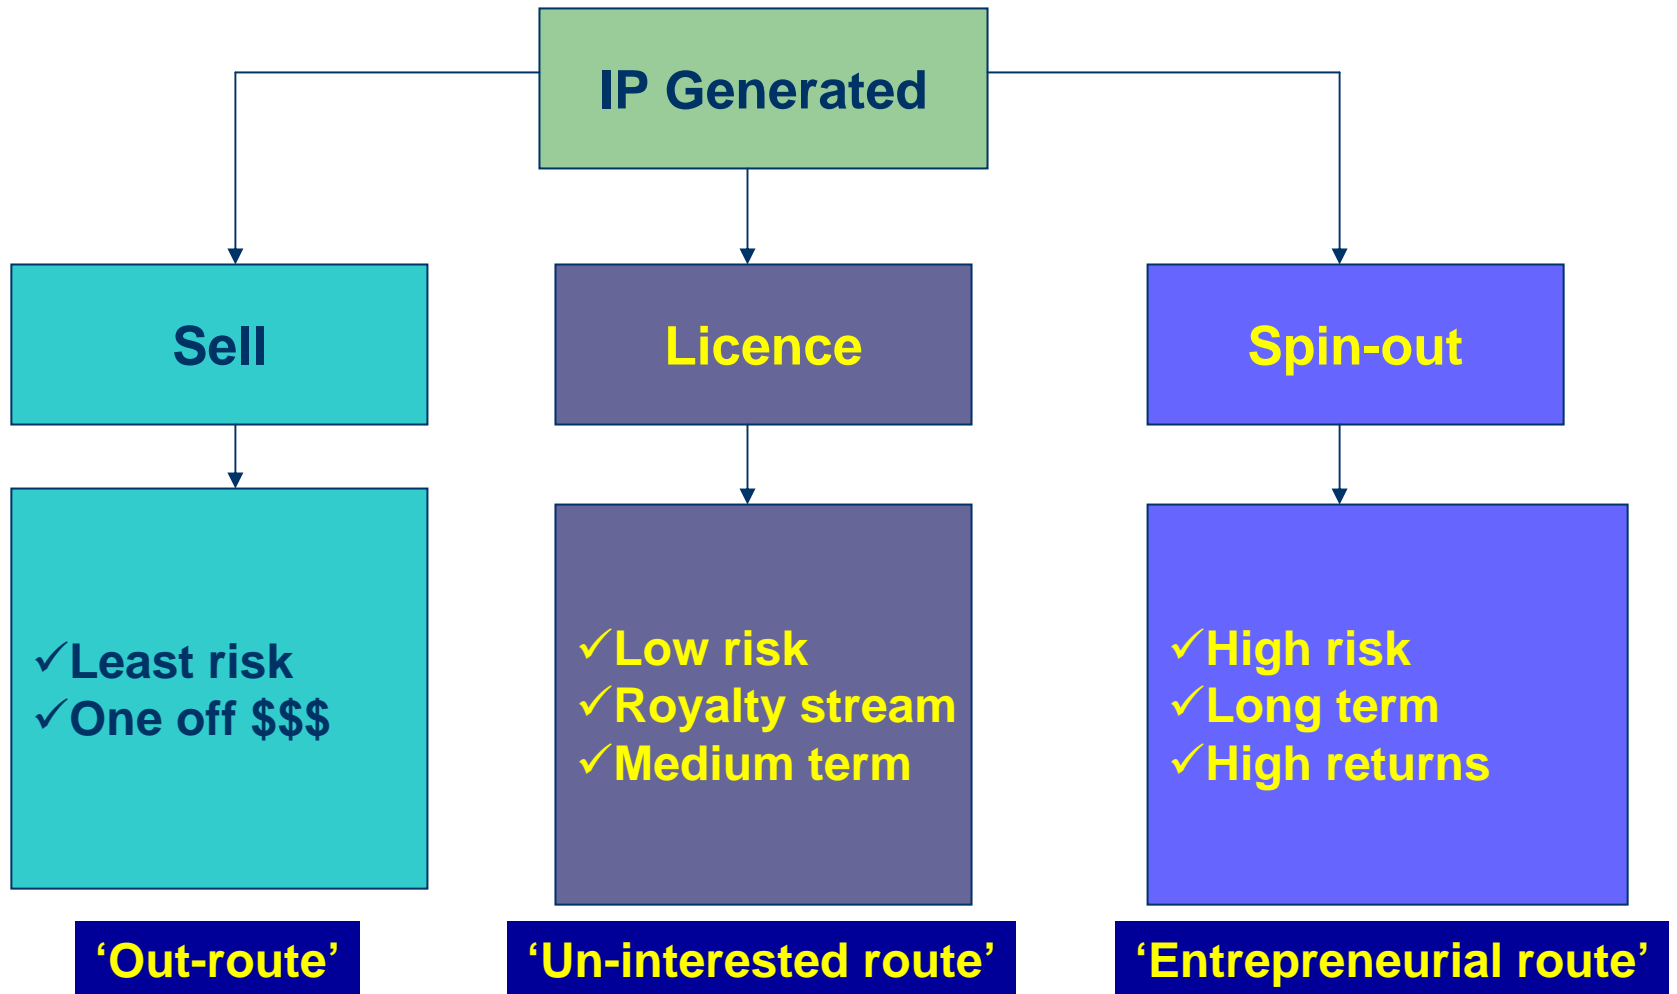 IP Generated
Sell
Licence
Spin-out
✓Least risk
✓One off $$$
✓Low risk
✓Royalty stream
✓Medium term
✓High risk
✓Long term
✓High returns
‘Out-route’
‘Un-interested route’
‘Entrepreneurial route’